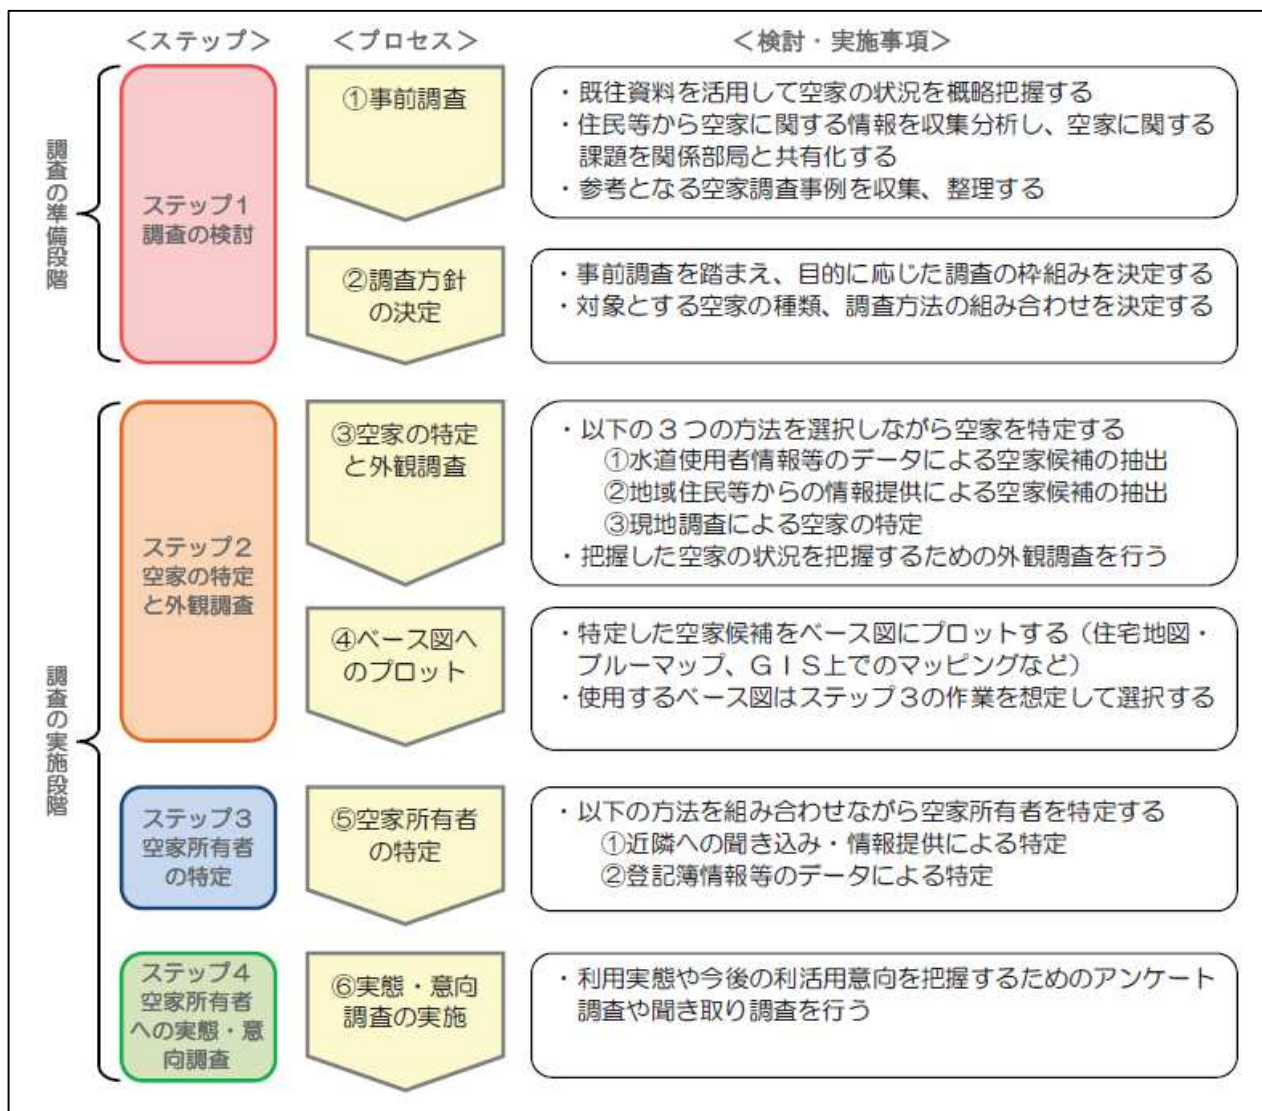 ＜ステップ＞
＜プロセス＞
＜検討・実施事項＞
調査の準備段階
ステップ１
調査の検討
①事前調査
・既往資料を活用して空家の状況を概略把握する
・住民等から空家に関する情報を収集分析し、空家に関する
課題を関係部局と共有化する
・参考となる空家調査事例を収集、整理する
②調査方針
の決定
・事前調査を踏まえ、目的に応じた調査の枠組みを決定する
・対象とする空家の種類、調査方法の組み合わせを決定する
調査の実施段階
ステップ２
空家の特定
と外観調査
③空家の特定
と外観調査
・以下の３つの方法を選択しながら空家を特定する
①水道使用者情報等のデータによる空家候補の抽出
②地域住民等からの情報提供による空家候補の抽出
③現地調査による空家の特定
・把握した空家の状況を把握するための外観調査を行う
④ベース図へ
のプロット
・特定した空家候補をベース図にプロットする（住宅地図・
ブルーマップ、ＧＩＳ上でのマッピングなど）
・使用するベース図はステップ３の作業を想定して選択する
ステップ３
空家所有者
の特定
⑤空家所有者
の特定
・以下の方法を組み合わせながら空家所有者を特定する
①近隣への聞き込み・情報提供による特定
②登記簿情報等のデータによる特定
ステップ４
空家所有者
への実態・意
向調査
⑥実態・意向
調査の実施
・利用実態や今後の利活用意向を把握するためのアンケート
調査や聞き取り調査を行う